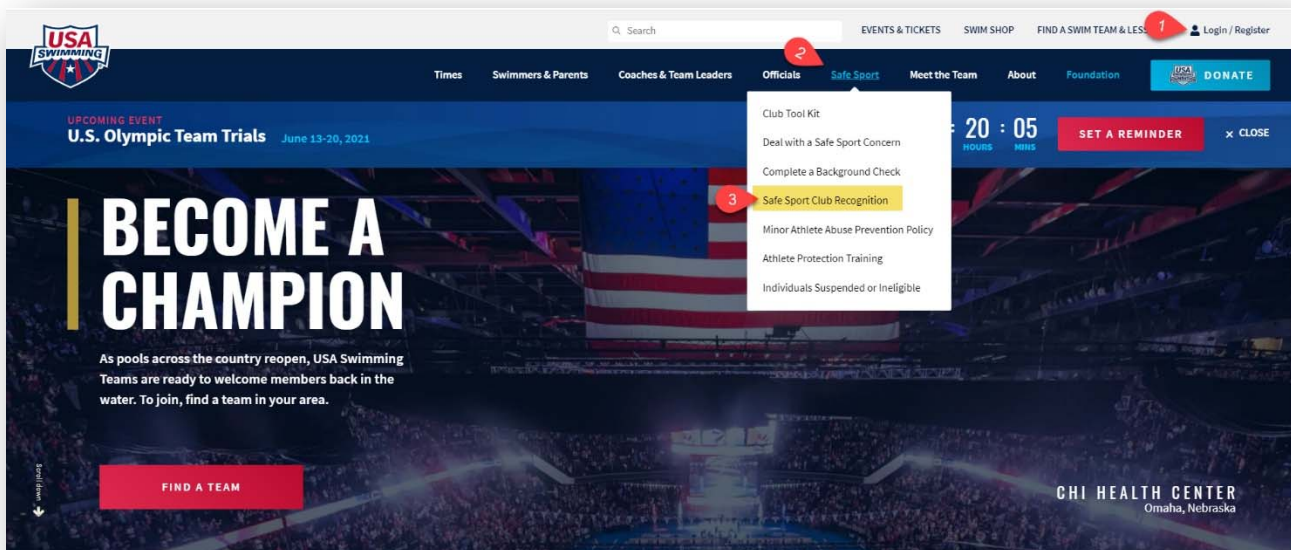 USA
SWIMMING
Search
EVENTS & TICKETS
SWIM SHOP
FIND A SWIM TEAM & LESS
1
Login / Register
2
Times
Swimmers & Parents
Coaches & Team Leaders
Officials
Safe Sport
Meet the Team
About
Foundation
DONATE
UPCOMING EVENT
U.S. Olympic Team Trials June 13-20, 2021
: 20 : 05
HOURS MINS
SET A REMINDER
x CLOSE
Club Tool Kit
Deal with a Safe Sport Concern
Complete a Background Check
3
Safe Sport Club Recognition
Minor Athlete Abuse Prevention Policy
Athlete Protection Training
Individuals Suspended or Ineligible
BECOME A
CHAMPION
As pools across the country reopen, USA Swimming
Teams are ready to welcome members back in the
water. To join, find a team in your area.
Scroll down
FIND A TEAM
CHI HEALTH CENTER
Omaha, Nebraska